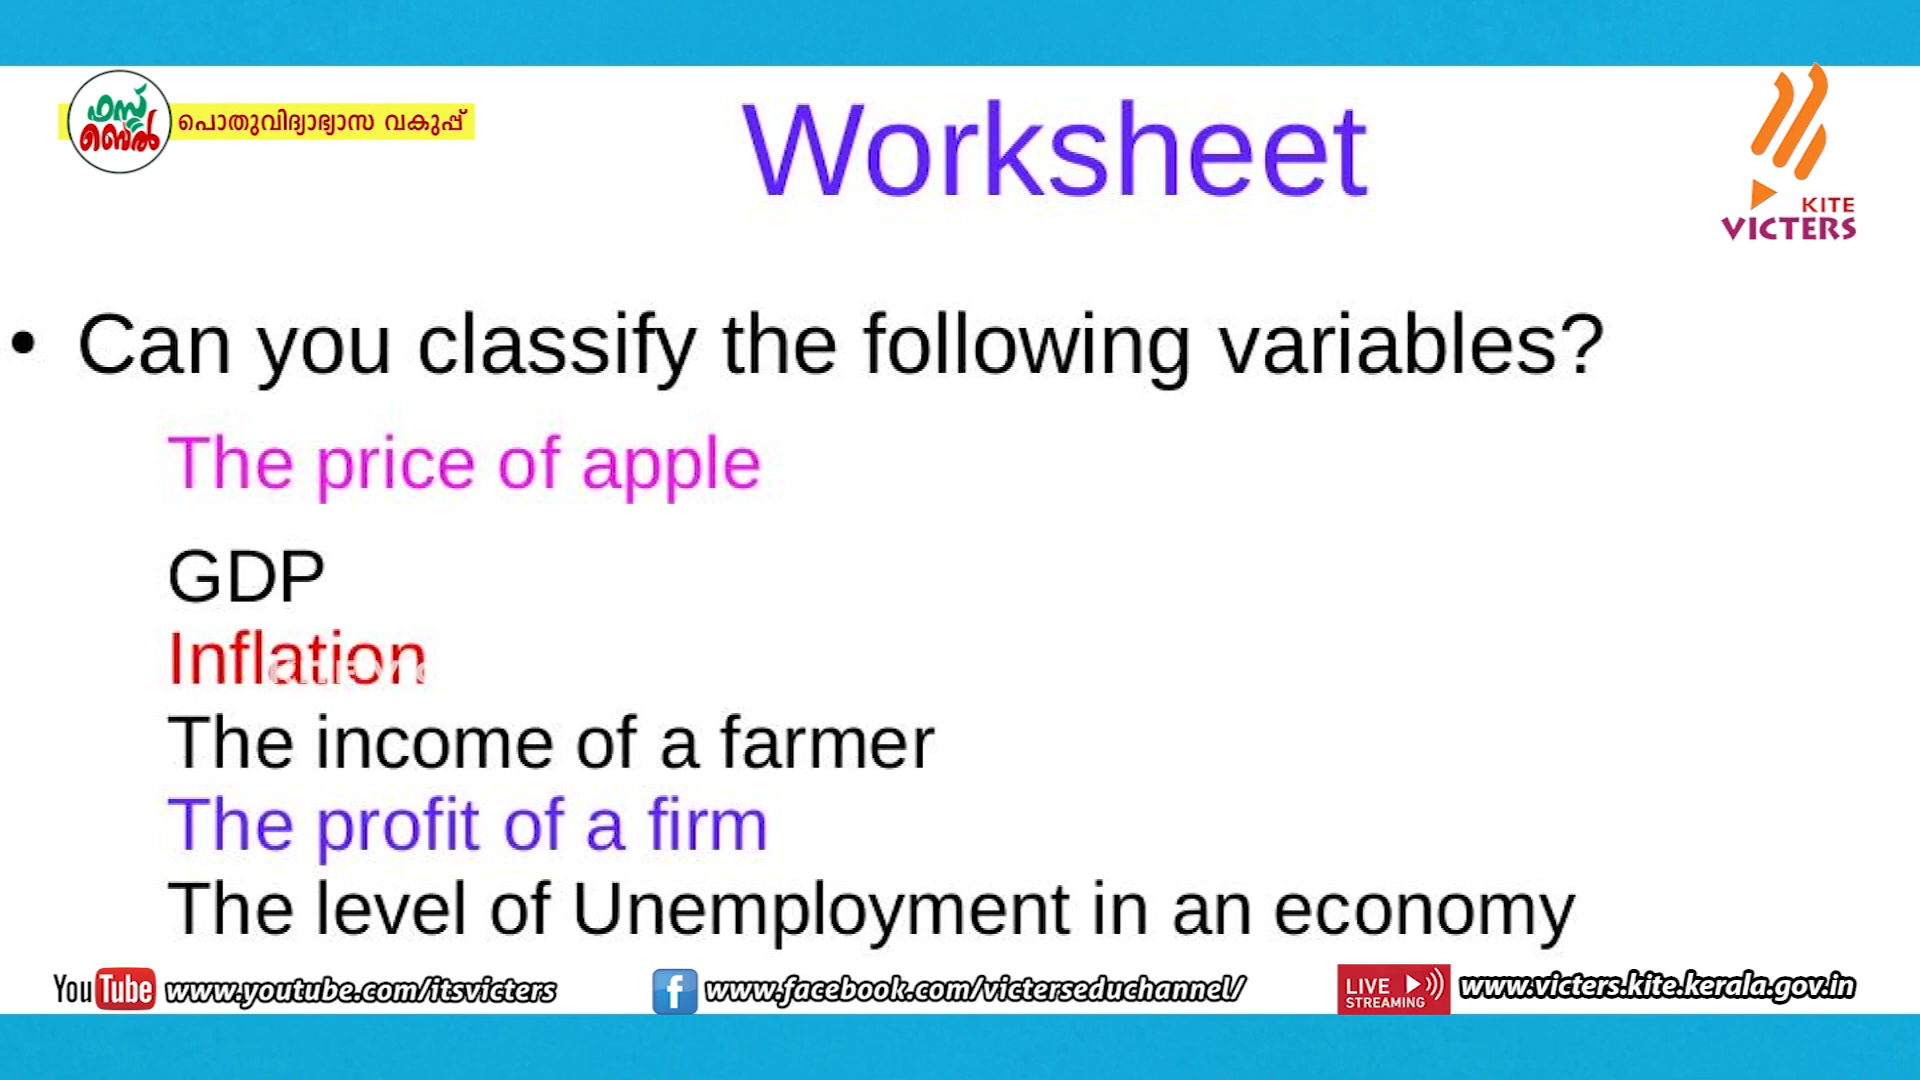 ഫസ്റ്റ്
ബെൽ
പൊതുവിദ്യാഭ്യാസ വകുപ്പ്
Worksheet
KITE
VICTERS
• Can you classify the following variables?
The price of apple
GDP
Inflation
The income of a farmer
The profit of a firm
The level of Unemployment in an economy
YouTube www.youtube.com/itsvicters
f www.facebook.com/victerseduchannel/
LIVE STREAMING www.victers.kite.kerala.gov.in